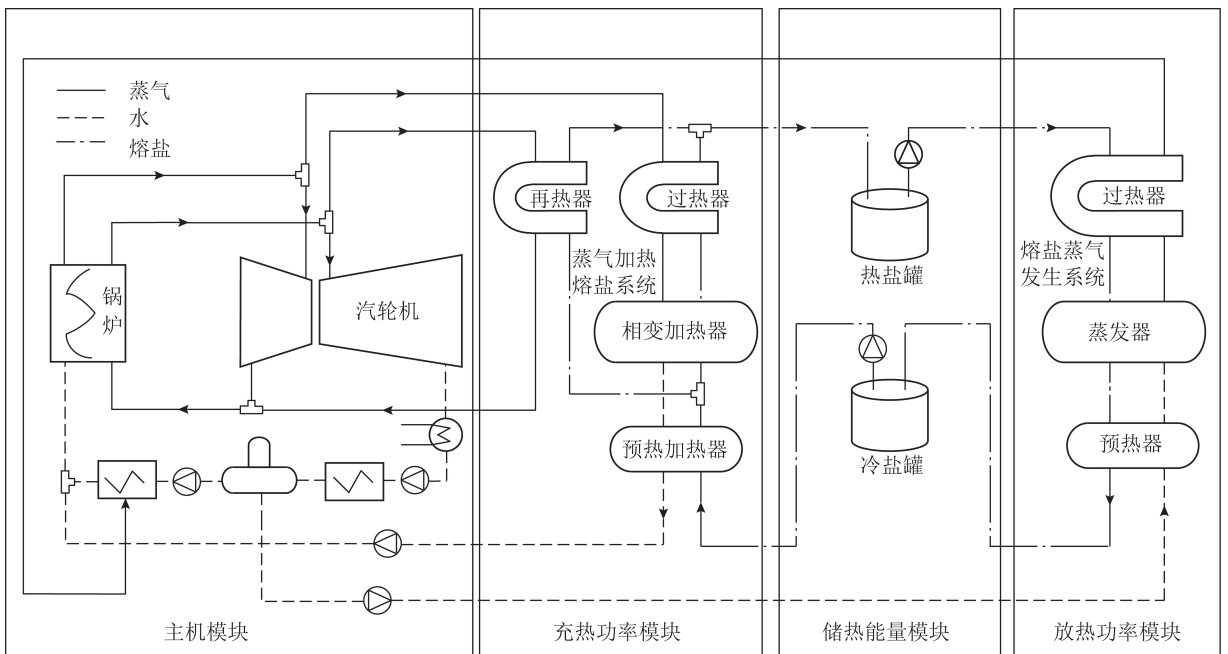 蒸气
水
熔盐
锅
炉
汽轮机
再热器
过热器
蒸气加热
熔盐系统
相变加热器
预热加热器
热盐罐
冷盐罐
过热器
熔盐蒸气
发生系统
蒸发器
预热器
主机模块
充热功率模块
储热能量模块
放热功率模块